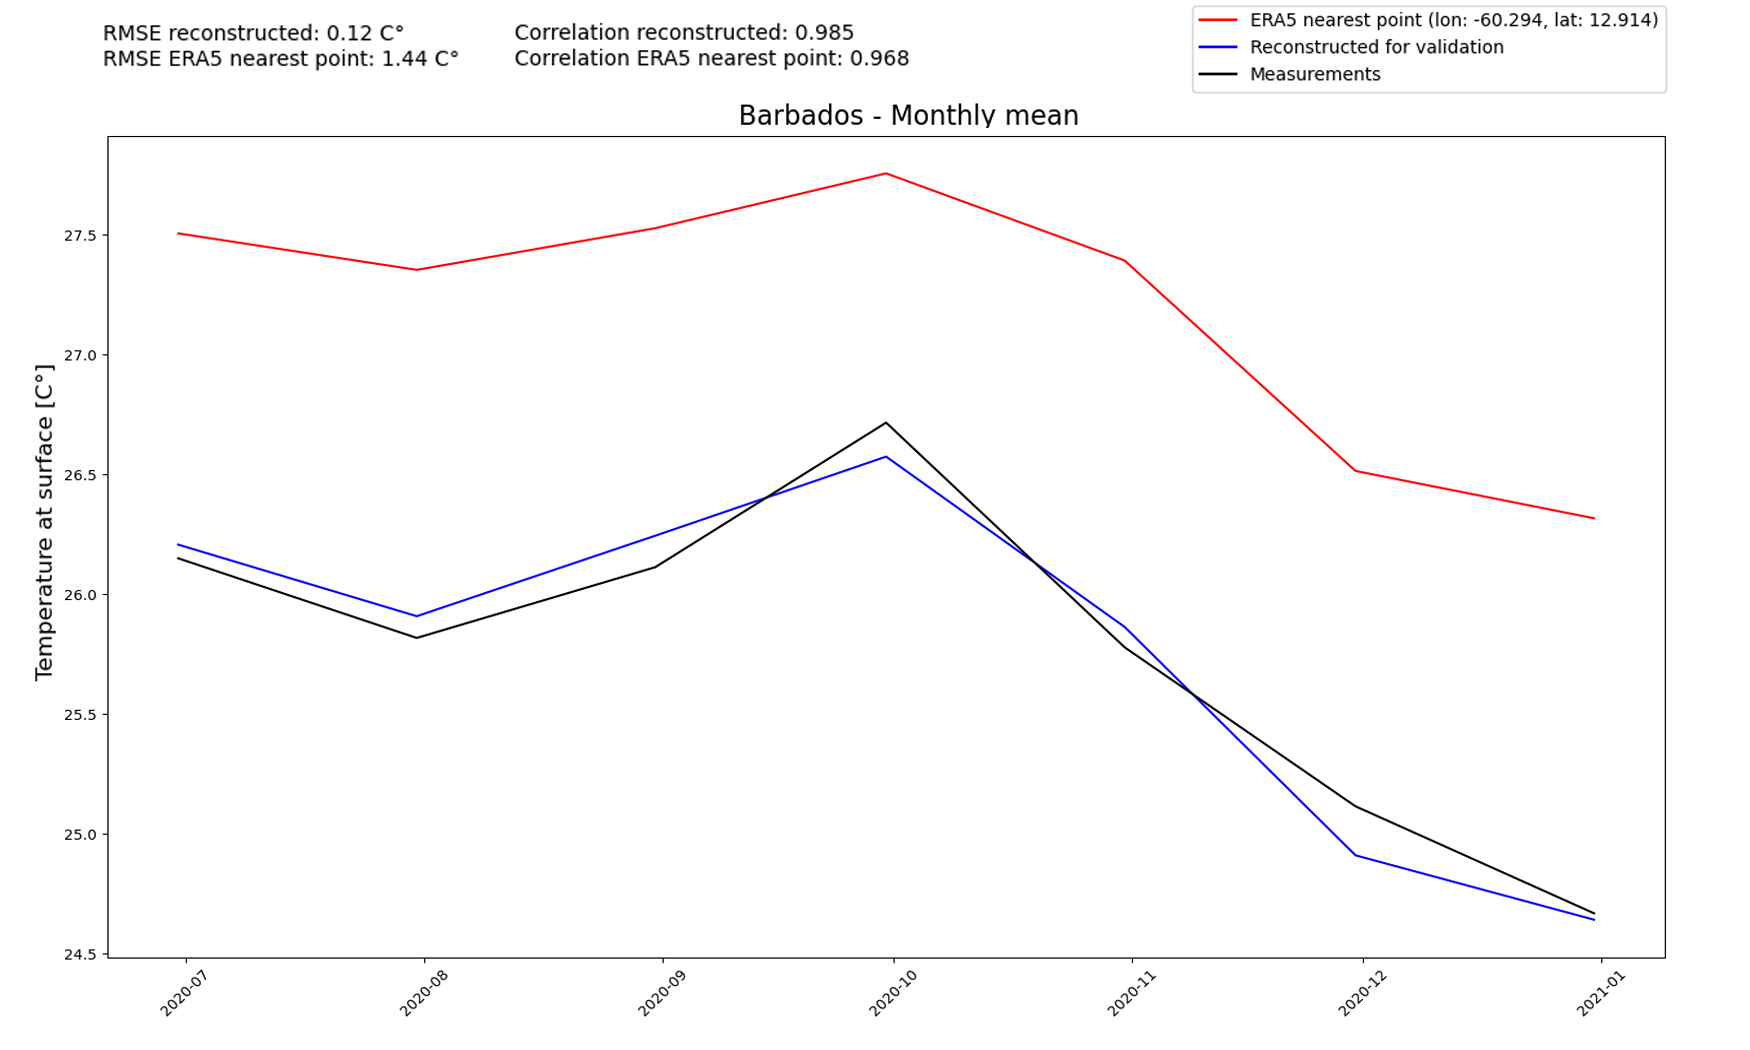 RMSE reconstructed: 0.12 C°
RMSE ERA5 nearest point: 1.44 C°
Correlation reconstructed: 0.985
Correlation ERA5 nearest point: 0.968
ERA5 nearest point (lon: -60.294, lat: 12.914)
Reconstructed for validation
Measurements
Barbados - Monthly mean
Temperature at surface [C°]
27.5
27.0
26.5
26.0
25.5
25.0
24.5
2020-07
2020-08
2020-09
2020-10
2020-11
2020-12
2021-01